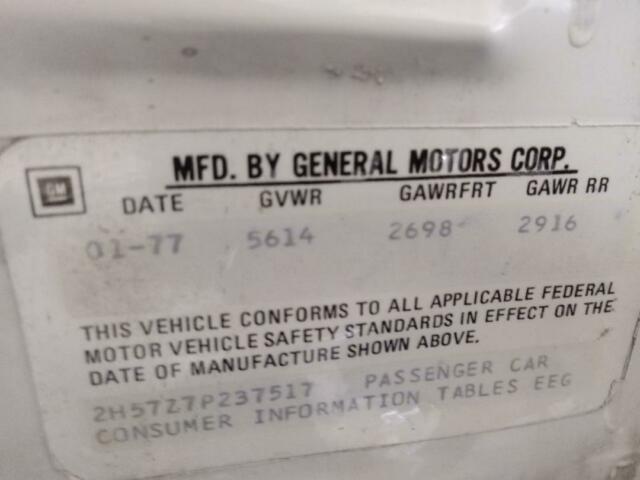 MFD. BY GENERAL MOTORS CORP.
GM
DATE GVWR GAWRFRT GAWR RR
01-77 5614 2698 2916
THIS VEHICLE CONFORMS TO ALL APPLICABLE FEDERAL
MOTOR VEHICLE SAFETY STANDARDS IN EFFECT ON THE
DATE OF MANUFACTURE SHOWN ABOVE.
2H57Z7P237517 PASSENGER CAR
CONSUMER INFORMATION TABLES EEG